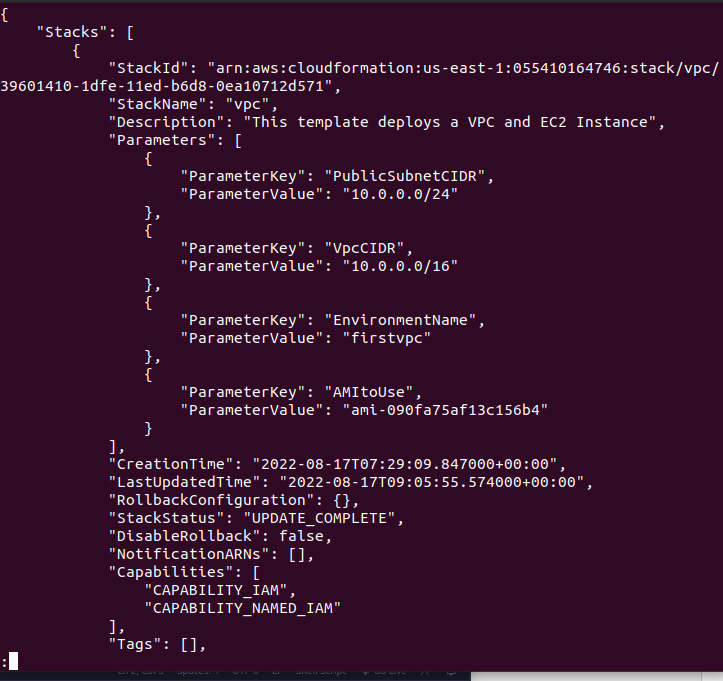 {
    "Stacks": [
        {
            "StackId": "arn:aws:cloudformation:us-east-1:055410164746:stack/vpc/
39601410-1dfe-11ed-b6d8-0ea10712d571",
            "StackName": "vpc",
            "Description": "This template deploys a VPC and EC2 Instance",
            "Parameters": [
                {
                    "ParameterKey": "PublicSubnetCIDR",
                    "ParameterValue": "10.0.0.0/24"
                },
                {
                    "ParameterKey": "VpcCIDR",
                    "ParameterValue": "10.0.0.0/16"
                },
                {
                    "ParameterKey": "EnvironmentName",
                    "ParameterValue": "firstvpc"
                },
                {
                    "ParameterKey": "AMItoUse",
                    "ParameterValue": "ami-090fa75af13c156b4"
                }
            ],
            "CreationTime": "2022-08-17T07:29:09.847000+00:00",
            "LastUpdatedTime": "2022-08-17T09:05:55.574000+00:00",
            "RollbackConfiguration": {},
            "StackStatus": "UPDATE_COMPLETE",
            "DisableRollback": false,
            "NotificationARNs": [],
            "Capabilities": [
                "CAPABILITY_IAM",
                "CAPABILITY_NAMED_IAM"
            ],
            "Tags": [],
: